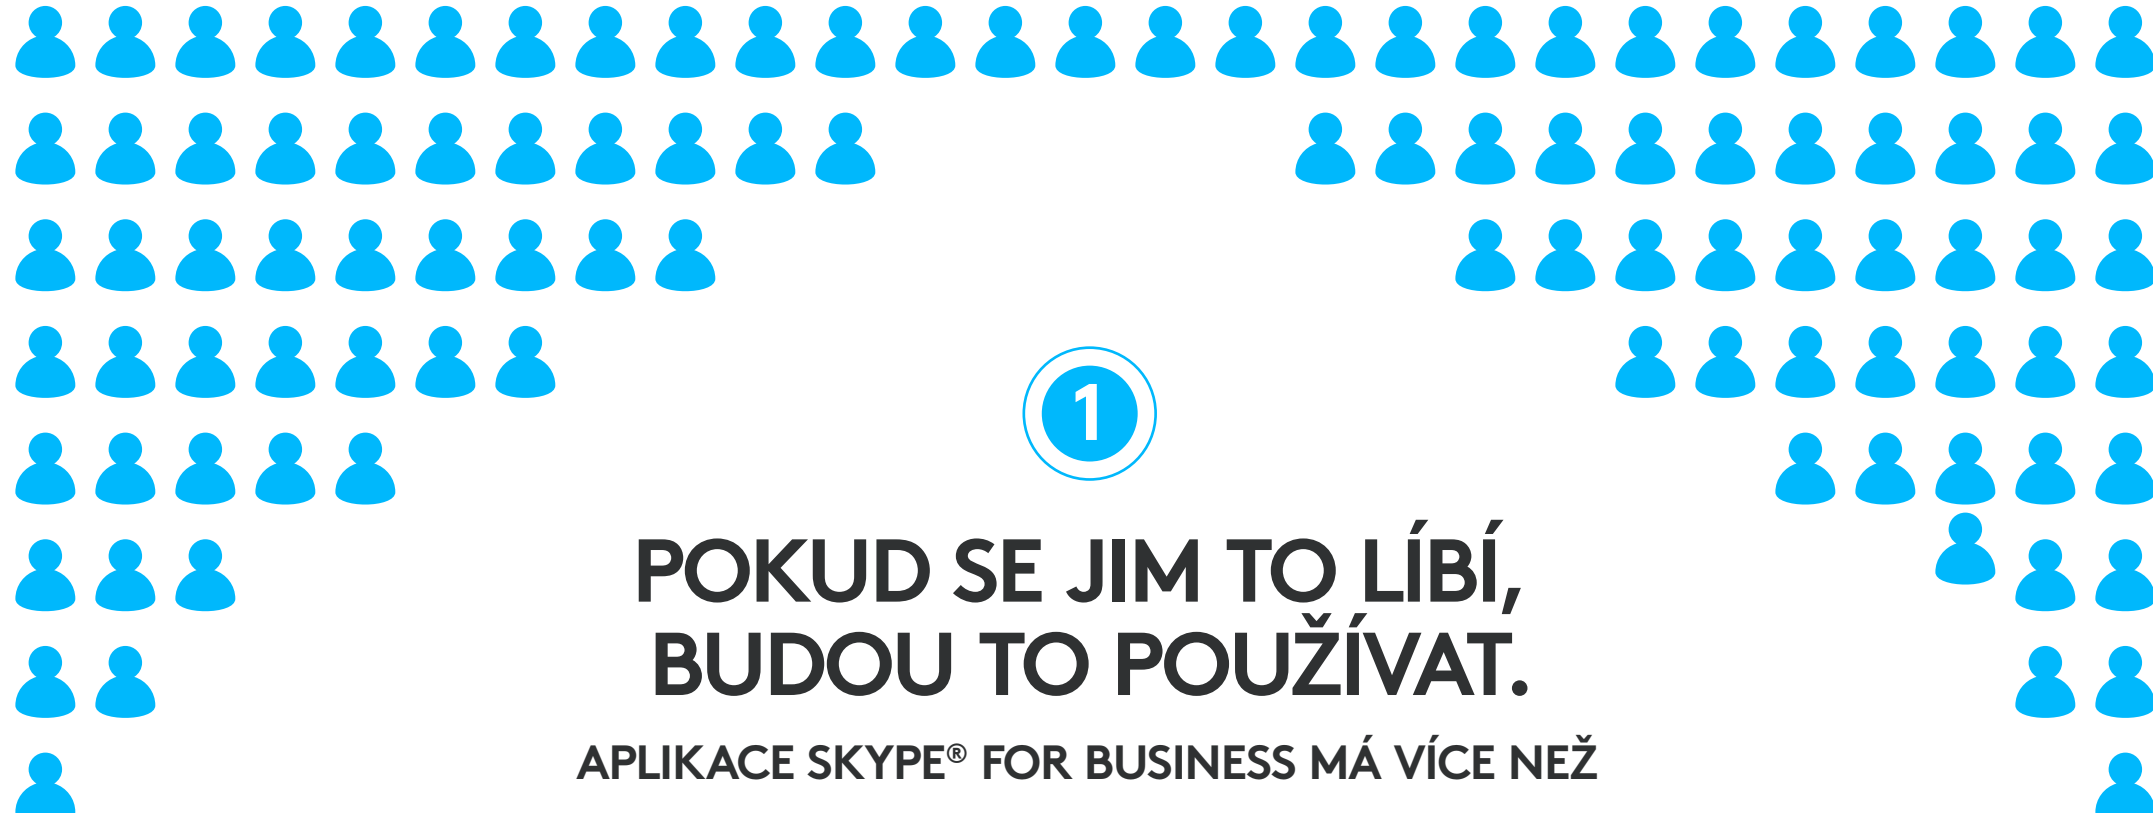 1
POKUD SE JIM TO LÍBÍ,
BUDOU TO POUŽÍVAT.
APLIKACE SKYPE® FOR BUSINESS MÁ VÍCE NEŽ